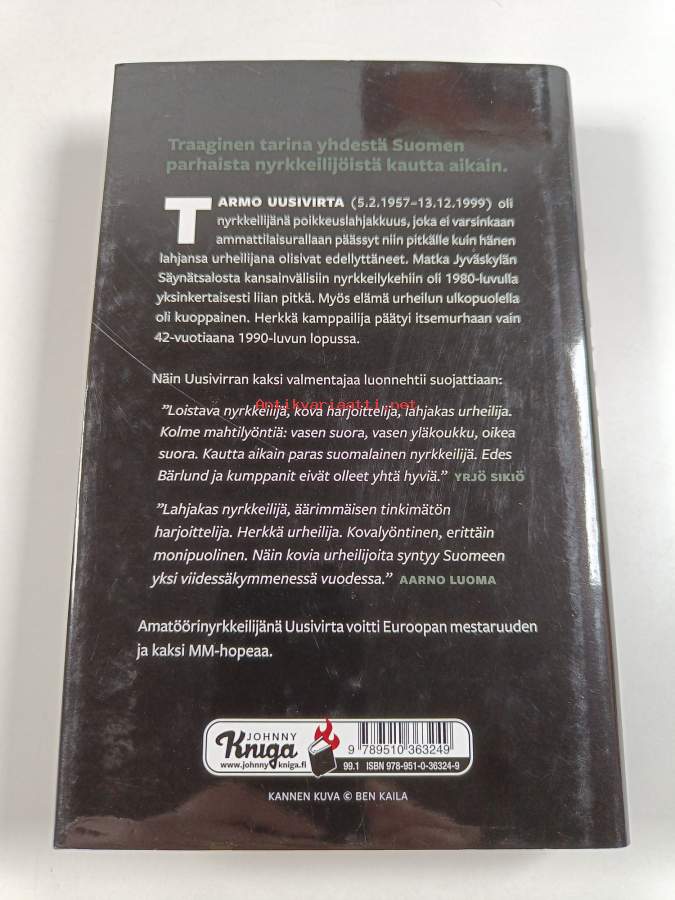 Traaginen tarina yhdestä Suomen
parhaista nyrkkeilijöistä kautta aikain.
TARMO UUSIVIRTA (5.2.1957–13.12.1999) oli
nyrkkeilijänä poikkeuslahjakkuus, joka ei varsinkaan
ammattilaisurallaan päässyt niin pitkälle kuin hänen
lahjansa urheilijana olisivat edellyttäneet. Matka Jyväskylän
Säynätsalosta kansainvälisiin nyrkkeilykehiin oli 1980-luvulla
yksinkertaisesti liian pitkä. Myös elämä urheilun ulkopuolella
oli kuoppainen. Herkkä kamppailija päätyi itsemurhaan vain
42-vuotiaana 1990-luvun lopussa.
Näin Uusivirran kaksi valmentajaa luonnehtii suojattiaan:
Antikvariaatti.net
”Loistava nyrkkeilijä, kova harjoittelija, lahjakas urheilija.
Kolme mahtilyöntiä: vasen suora, vasen yläkoukku, oikea
suora. Kautta aikain paras suomalainen nyrkkeilijä. Edes
Bärlund ja kumppanit eivät olleet yhtä hyviä.” YRJÖ SIKIÖ
”Lahjakas nyrkkeilijä, äärimmäisen tinkimätön
harjoittelija. Herkkä urheilija. Kovalyöntinen, erittäin
monipuolinen. Näin kovia urheilijoita syntyy Suomeen
yksi viidessäkymmenessä vuodessa.” AARNO LUOMA
Amatöörinyrkkeilijänä Uusivirta voitti Euroopan mestaruuden
ja kaksi MM-hopeaa.
JOHNNY
Kniga
www.johnnykniga.fi
9 789510 363249
99.1 ISBN 978-951-0-36324-9
KANNEN KUVA © BEN KAILA